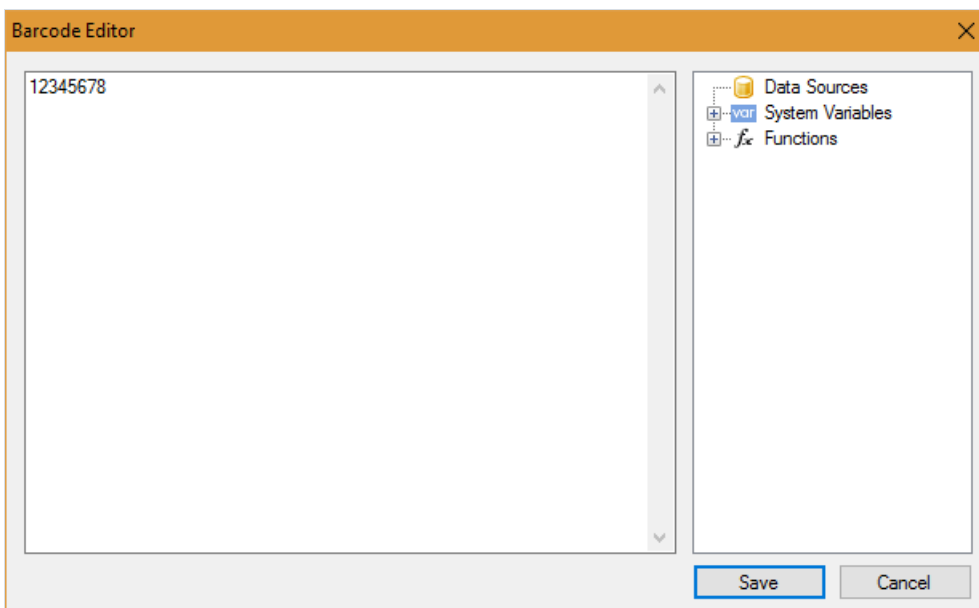 Barcode Editor
12345678
Data Sources
var System Variables
fx Functions
Save
Cancel